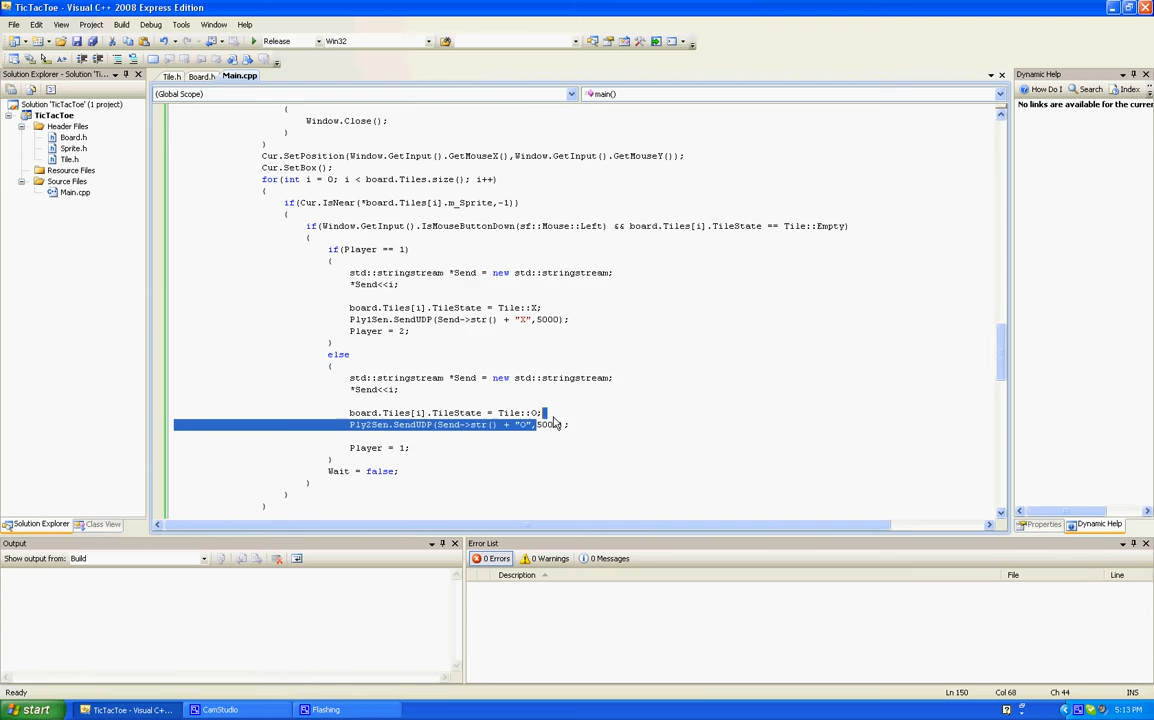 TicTacToe - Visual C++ 2008 Express Edition
File Edit View Project Build Debug Tools Window Help
Release Win32
Solution Explorer - Solution 'Ti...
Tile.h Board.h Main.cpp
Dynamic Help
(Global Scope) main()
How Do I Search Index
Solution 'TicTacToe' (1 project)
No links are available for the curre
TicTacToe
Header Files
Board.h
Sprite.h
Tile.h
Resource Files
Source Files
Main.cpp
{
Window.Close();
}
}
Cur.SetPosition(Window.GetInput().GetMouseX(),Window.GetInput().GetMouseY());
Cur.SetBox();
for(int i = 0; i < board.Tiles.size(); i++)
{
if(Cur.IsNear(*board.Tiles[i].m_Sprite,-1))
{
if(Window.GetInput().IsMouseButtonDown(sf::Mouse::Left) && board.Tiles[i].TileState == Tile::Empty)
{
if(Player == 1)
{
std::stringstream *Send = new std::stringstream;
*Send<<i;
board.Tiles[i].TileState = Tile::X;
Ply1Sen.SendUDP(Send->str() + "X",5000);
Player = 2;
}
else
{
std::stringstream *Send = new std::stringstream;
*Send<<i;
board.Tiles[i].TileState = Tile::O;
Ply2Sen.SendUDP(Send->str() + "O",5000);
Player = 1;
}
Wait = false;
}
}
}
Solution Explorer Class View
Properties Dynamic Help
Output
Error List
Show output from: Build
0 Errors 0 Warnings 0 Messages
Description File Line
Ready Ln 150 Col 68 Ch 44 INS
start TicTacToe - Visual C+... CamStudio Flashing 5:13 PM